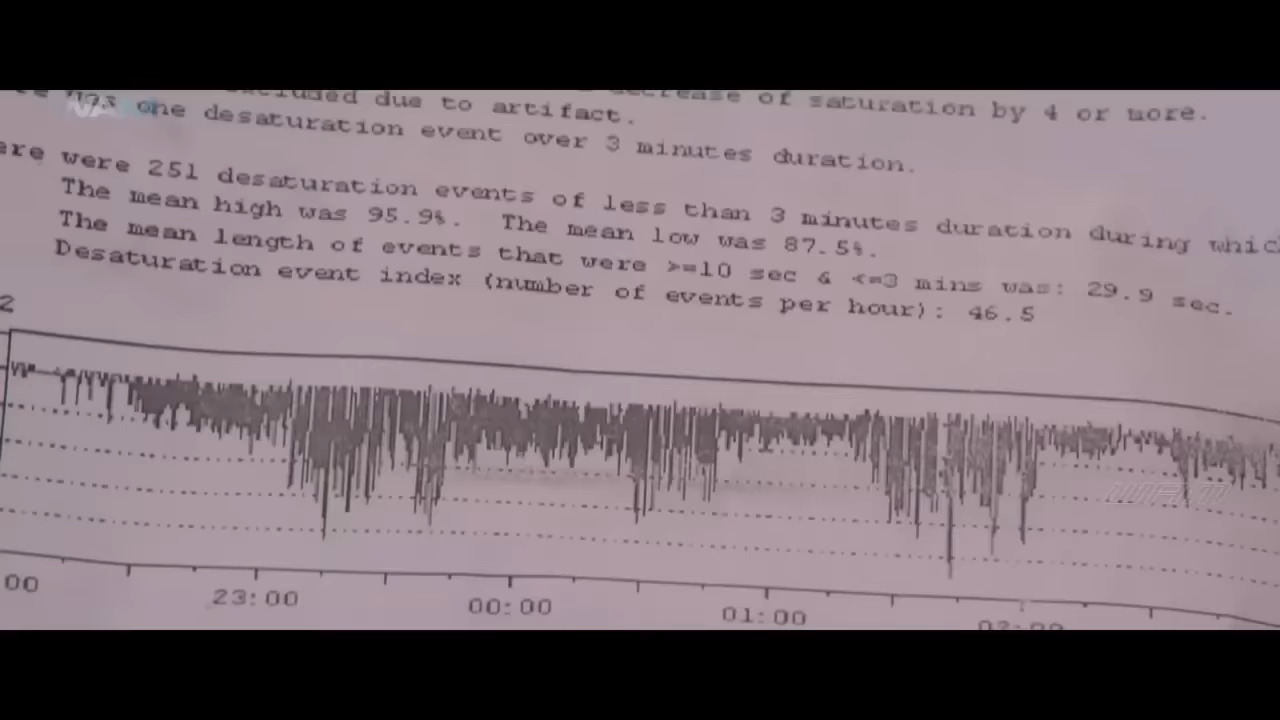 decrease of saturation by 4 or more.
due to artifact.
was one desaturation event over 3 minutes duration.
were 251 desaturation events of less than 3 minutes duration during
The mean high was 95.9%. The mean low was 87.5%.
The mean length of events that were >=10 sec & <=3 mins was: 29.9 sec.
Desaturation event index (number of events per hour): 46.5
2
00 23:00 00:00 01:00 02:00